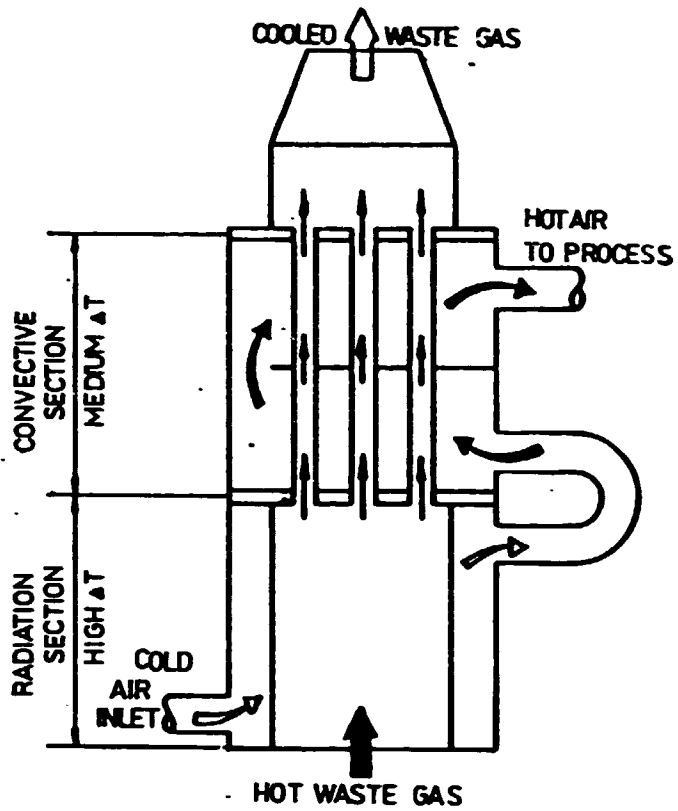 COOLED WASTE GAS
HOT AIR
TO PROCESS
CONVECTIVE
SECTION
MEDIUM ΔT
RADIATION
SECTION
HIGH ΔT
COLD
AIR
INLET
HOT WASTE GAS